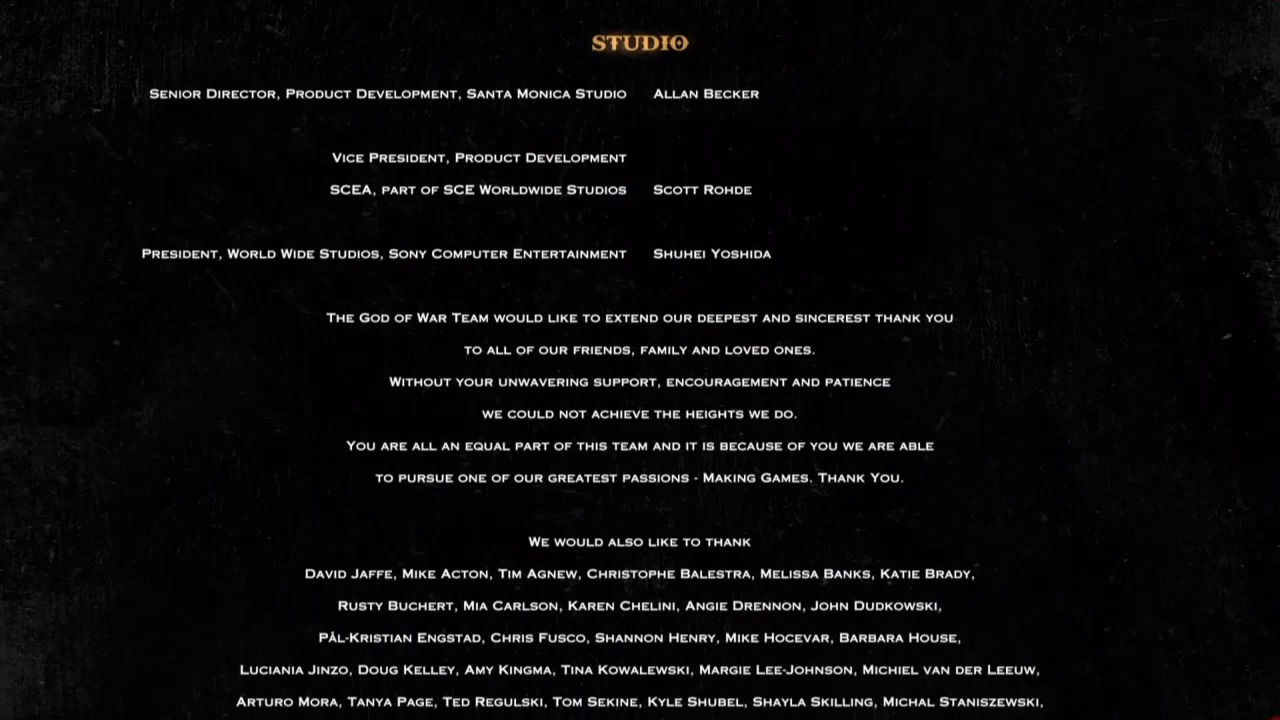 STUDIO
Senior Director, Product Development, Santa Monica Studio Allan Becker
Vice President, Product Development
SCEA, part of SCE Worldwide Studios Scott Rohde
President, World Wide Studios, Sony Computer Entertainment Shuhei Yoshida
The God of War Team would like to extend our deepest and sincerest thank you
to all of our friends, family and loved ones.
Without your unwavering support, encouragement and patience
we could not achieve the heights we do.
You are all an equal part of this team and it is because of you we are able
to pursue one of our greatest passions - Making Games. Thank You.
We would also like to thank
David Jaffe, Mike Acton, Tim Agnew, Christophe Balestra, Melissa Banks, Katie Brady,
Rusty Buchert, Mia Carlson, Karen Chelini, Angie Drennon, John Dudkowski,
Pål-Kristian Engstad, Chris Fusco, Shannon Henry, Mike Hocevar, Barbara House,
Luciania Jinzo, Doug Kelley, Amy Kingma, Tina Kowalewski, Margie Lee-Johnson, Michiel van der Leeuw,
Arturo Mora, Tanya Page, Ted Regulski, Tom Sekine, Kyle Shubel, Shayla Skilling, Michal Staniszewski,